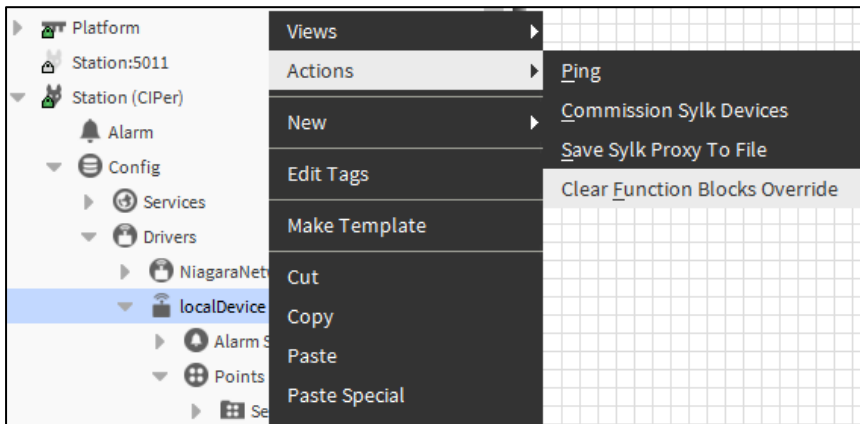 Platform
Station:5011
Station (CIPer)
Alarm
Config
Services
Drivers
NiagaraNet
localDevice
Alarm S
Points
Se
Views
Actions
New
Edit Tags
Make Template
Cut
Copy
Paste
Paste Special
Ping
Commission Sylk Devices
Save Sylk Proxy To File
Clear Function Blocks Override